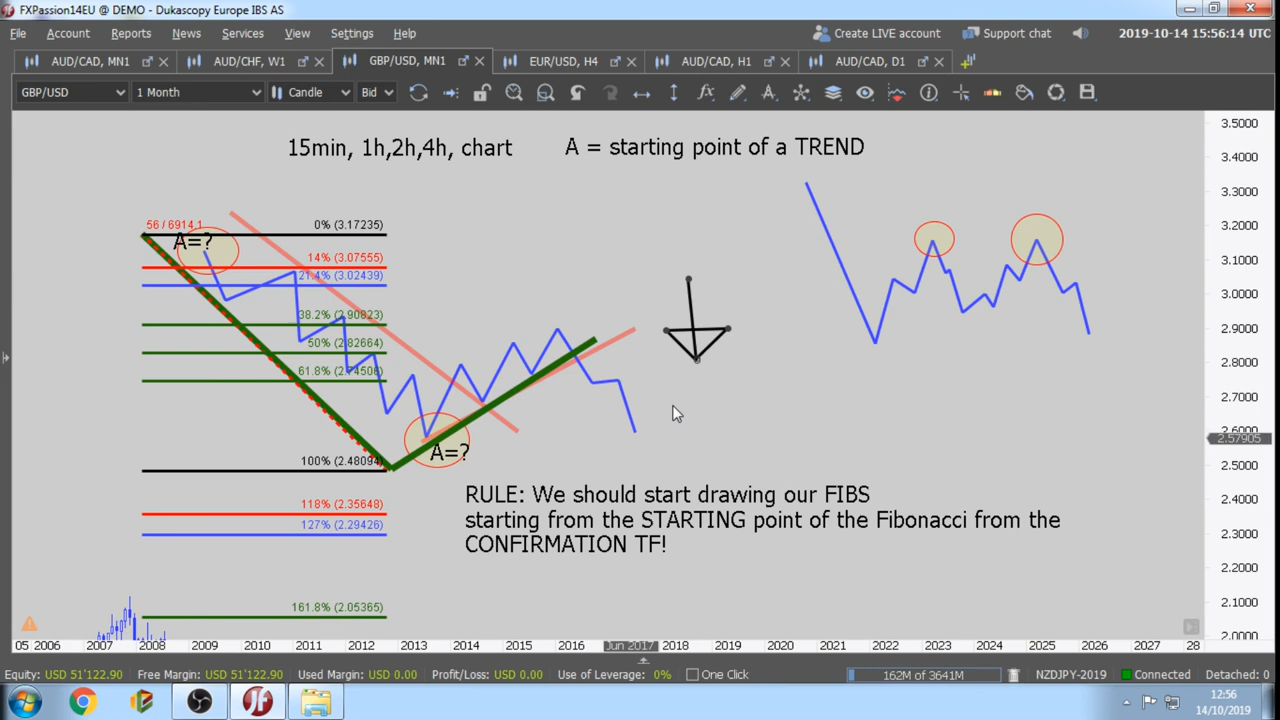 FXPassion14EU @ DEMO - Dukascopy Europe IBS AS
File Account Reports News Services View Settings Help
Create LIVE account Support chat 2019-10-14 15:56:14 UTC
AUD/CAD, MN1 AUD/CHF, W1 GBP/USD, MN1 EUR/USD, H4 AUD/CAD, H1 AUD/CAD, D1
GBP/USD 1 Month Candle Bid
15min, 1h,2h,4h, chart A = starting point of a TREND
56 / 6914.1
A=?
0% (3.17235)
14% (3.07555)
21.4% (3.02439)
38.2% (2.90823)
50% (2.82664)
61.8% (2.74506)
A=?
100% (2.48094)
118% (2.35648)
127% (2.29426)
161.8% (2.05365)
RULE: We should start drawing our FIBS
starting from the STARTING point of the Fibonacci from the
CONFIRMATION TF!
3.5000
3.4000
3.3000
3.2000
3.1000
3.0000
2.9000
2.8000
2.7000
2.6000
2.57905
2.5000
2.4000
2.3000
2.2000
2.1000
2.0000
05 2006 2007 2008 2009 2010 2011 2012 2013 2014 2015 2016 Jun 2017 2018 2019 2020 2021 2022 2023 2024 2025 2026 2027 28
Equity: USD 51'122.90 Free Margin: USD 51'122.90 Used Margin: USD 0.00 Profit/Loss: USD 0.00 Use of Leverage: 0% One Click 162M of 3641M NZDJPY-2019 Connected Detached: 0
12:56
14/10/2019